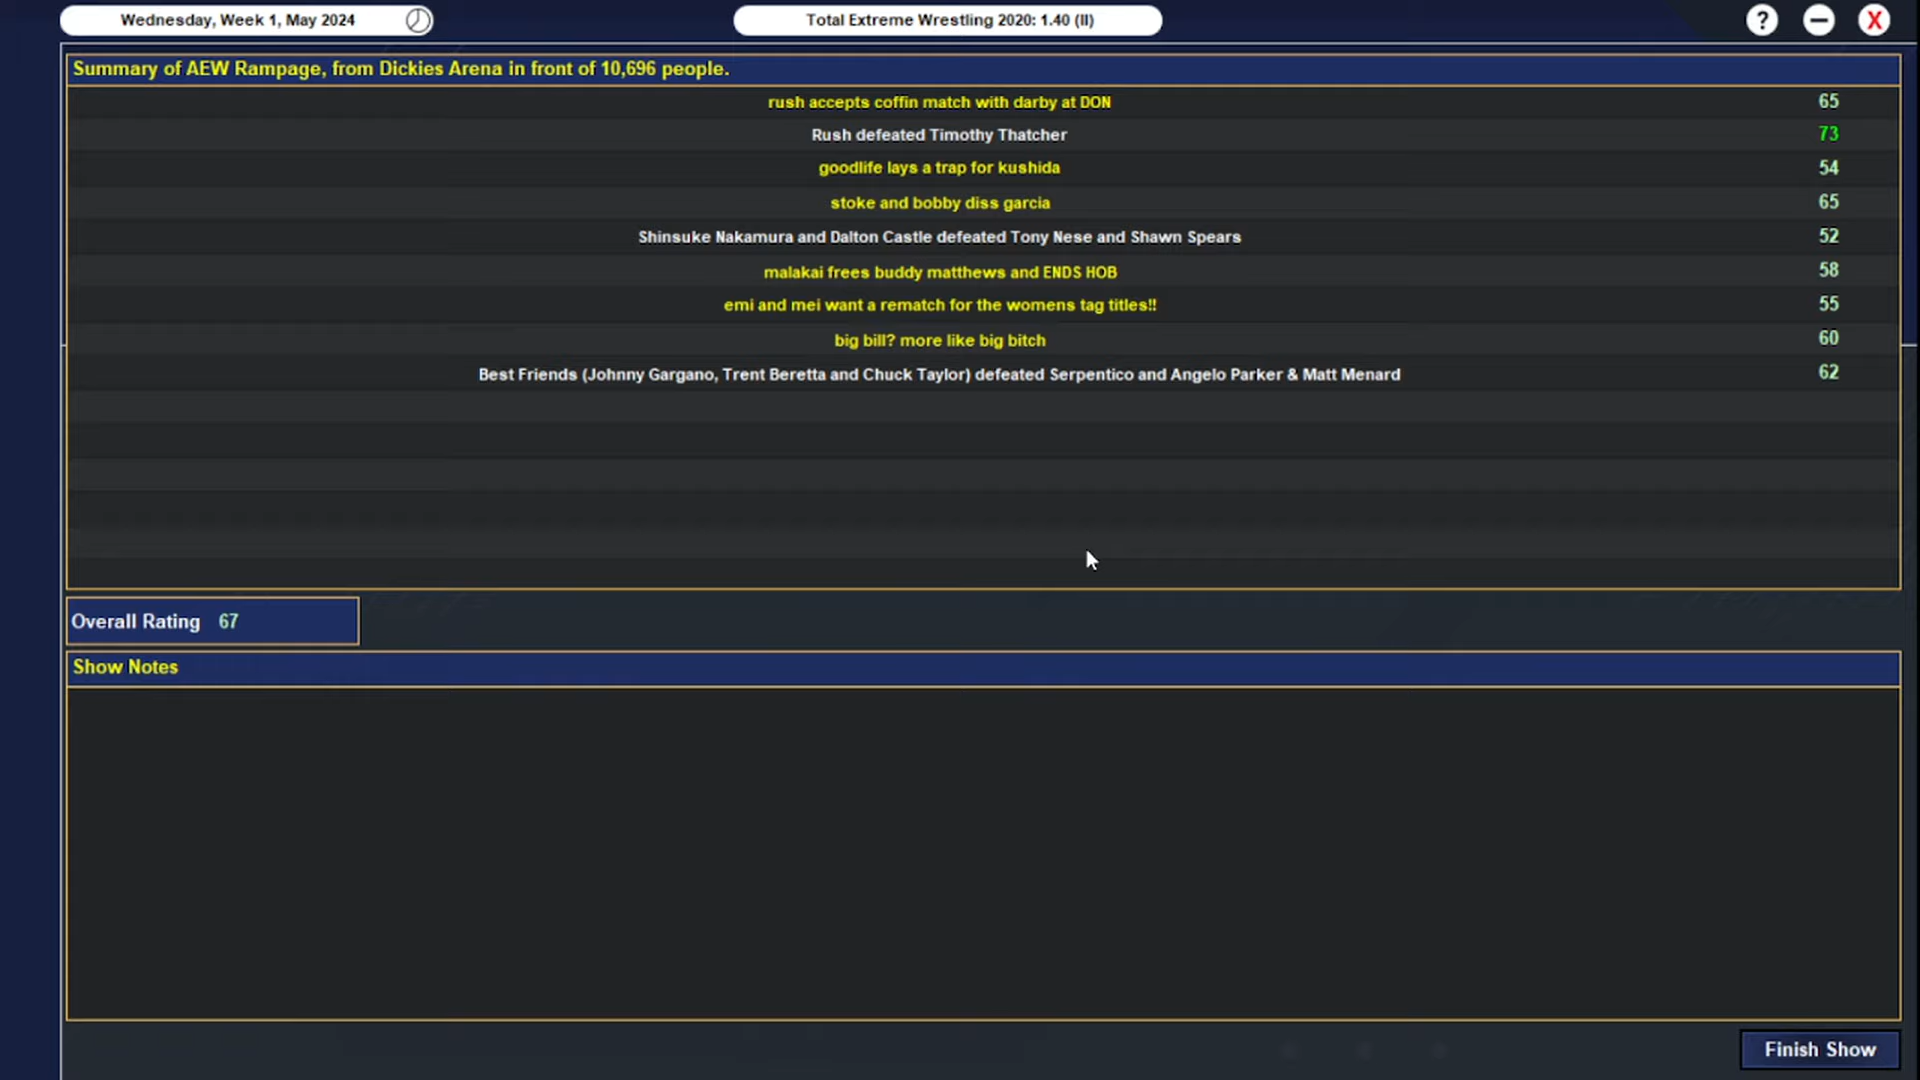 Wednesday, Week 1, May 2024
Total Extreme Wrestling 2020: 1.40 (II)
?
X
Summary of AEW Rampage, from Dickies Arena in front of 10,696 people.
rush accepts coffin match with darby at DON 65
Rush defeated Timothy Thatcher 73
goodlife lays a trap for kushida 54
stoke and bobby diss garcia 65
Shinsuke Nakamura and Dalton Castle defeated Tony Nese and Shawn Spears 52
malakai frees buddy matthews and ENDS HOB 58
emi and mei want a rematch for the womens tag titles!! 55
big bill? more like big bitch 60
Best Friends (Johnny Gargano, Trent Beretta and Chuck Taylor) defeated Serpentico and Angelo Parker & Matt Menard 62
Overall Rating 67
Show Notes
Finish Show